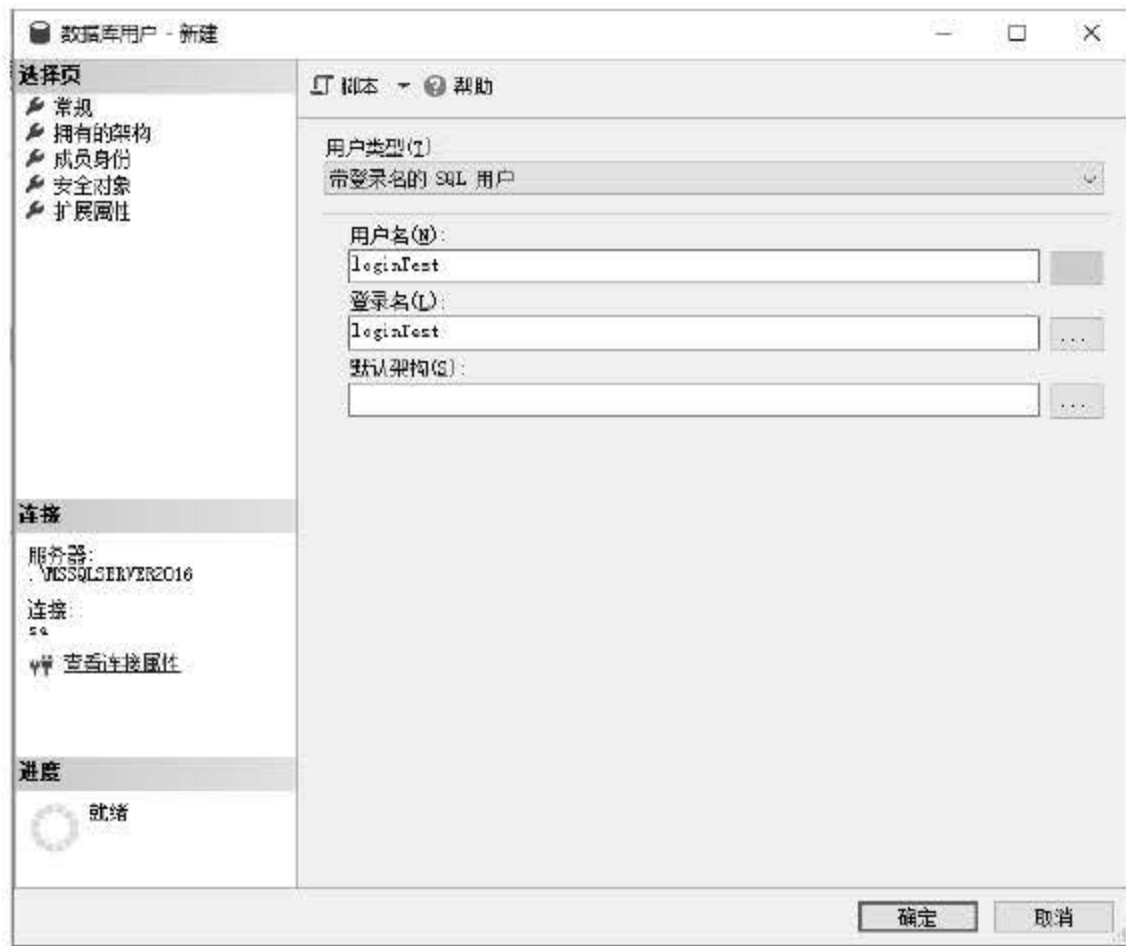 数据库用户 - 新建
选择页
常规
拥有的架构
成员身份
安全对象
扩展属性
脚本 帮助
用户类型(T)
带登录名的 SQL 用户
用户名(N):
loginTest
登录名(L):
loginTest
...
默认架构(S):
...
连接
服务器:
.\MSSQLSERVER2016
连接:
sa
查看连接属性
进度
就绪
确定 取消